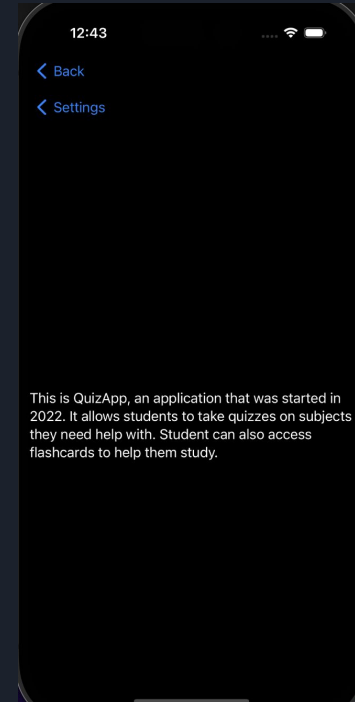 12:43
Back
Settings
This is QuizApp, an application that was started in
2022. It allows students to take quizzes on subjects
they need help with. Student can also access
flashcards to help them study.